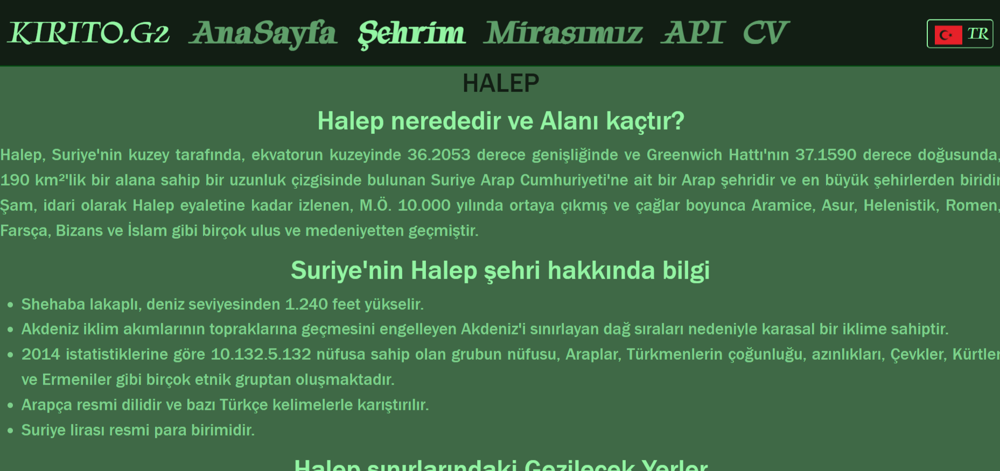 KIRITO.G2 AnaSayfa Şehrim Mirasımız API CV TR
HALEP
Halep nerededir ve Alanı kaçtır?
Halep, Suriye'nin kuzey tarafında, ekvatorun kuzeyinde 36.2053 derece genişliğinde ve Greenwich Hattı'nın 37.1590 derece doğusunda,
190 km²'lik bir alana sahip bir uzunluk çizgisinde bulunan Suriye Arap Cumhuriyeti'ne ait bir Arap şehridir ve en büyük şehirlerden biridir
Şam, idari olarak Halep eyaletine kadar izlenen, M.Ö. 10.000 yılında ortaya çıkmış ve çağlar boyunca Aramice, Asur, Helenistik, Romen,
Farsça, Bizans ve İslam gibi birçok ulus ve medeniyetten geçmiştir.
Suriye'nin Halep şehri hakkında bilgi
• Shehaba lakaplı, deniz seviyesinden 1.240 feet yükselir.
• Akdeniz iklim akımlarının topraklarına geçmesini engelleyen Akdeniz'i sınırlayan dağ sıraları nedeniyle karasal bir iklime sahiptir.
• 2014 istatistiklerine göre 10.132.5.132 nüfusa sahip olan grubun nüfusu, Araplar, Türkmenlerin çoğunluğu, azınlıkları, Çevkler, Kürtler
ve Ermeniler gibi birçok etnik gruptan oluşmaktadır.
• Arapça resmi dilidir ve bazı Türkçe kelimelerle karıştırılır.
• Suriye lirası resmi para birimidir.
Halep sınırlarındaki Gezilecek Yerler